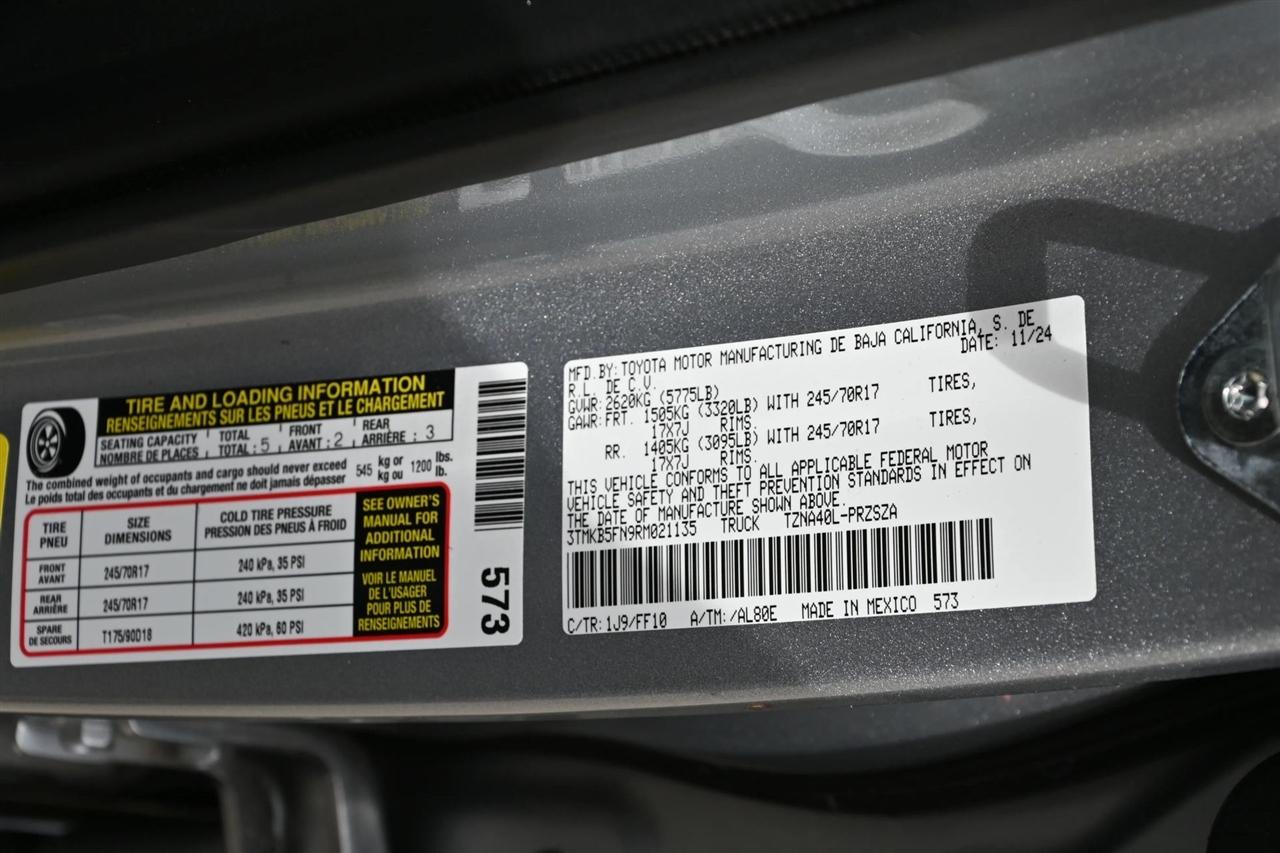 TIRE AND LOADING INFORMATION
RENSEIGNEMENTS SUR LES PNEUS ET LE CHARGEMENT
SEATING CAPACITY TOTAL FRONT REAR
NOMBRE DE PLACES TOTAL : 5 AVANT : 2 ARRIÈRE : 3
The combined weight of occupants and cargo should never exceed 545 kg or 1200 lbs.
Le poids total des occupants et du chargement ne doit jamais dépasser kg ou lb.
TIRE SIZE COLD TIRE PRESSURE
PNEU DIMENSIONS PRESSION DES PNEUS À FROID
FRONT
AVANT 245/70R17 240 kPa, 35 PSI
REAR
ARRIÈRE 245/70R17 240 kPa, 35 PSI
SPARE
DE SECOURS T175/90D18 420 kPa, 60 PSI
SEE OWNER'S
MANUAL FOR
ADDITIONAL
INFORMATION
VOIR LE MANUEL
DE L'USAGER
POUR PLUS DE
RENSEIGNEMENTS
573
MFD. BY: TOYOTA MOTOR MANUFACTURING DE BAJA CALIFORNIA, S. DE
R.L. DE C.V. DATE: 11/24
GVWR: 2620KG (5775LB)
GAWR: FRT. 1505KG (3320LB) WITH 245/70R17 TIRES,
17X7J RIMS.
RR. 1405KG (3095LB) WITH 245/70R17 TIRES,
17X7J RIMS.
THIS VEHICLE CONFORMS TO ALL APPLICABLE FEDERAL MOTOR
VEHICLE SAFETY AND THEFT PREVENTION STANDARDS IN EFFECT ON
THE DATE OF MANUFACTURE SHOWN ABOVE.
3TMKB5FN9RM021135 TRUCK TZNA40L-PRZSZA
C/TR: 1J9/FF10 A/TM: /AL80E MADE IN MEXICO 573